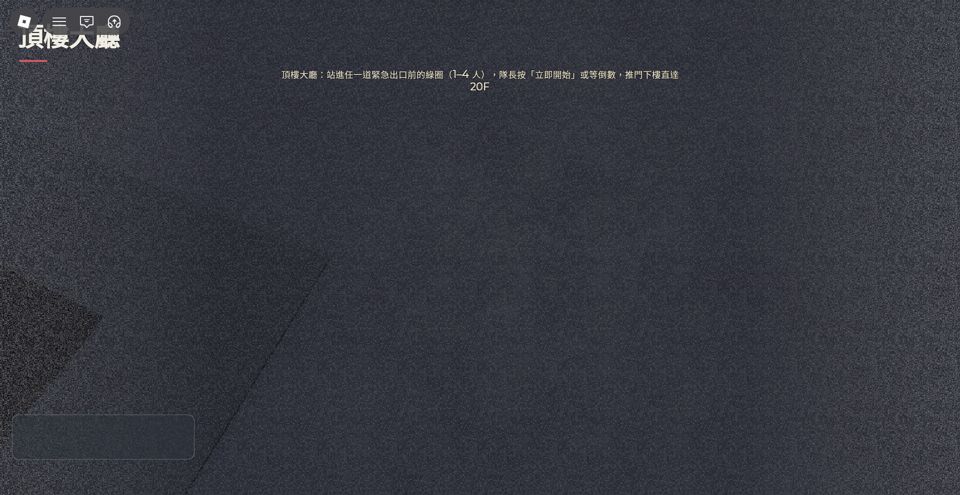 頂樓大廳
頂樓大廳：站進任一道緊急出口前的綠圈（1–4 人），隊長按「立即開始」或等倒數，推門下樓直達
20F